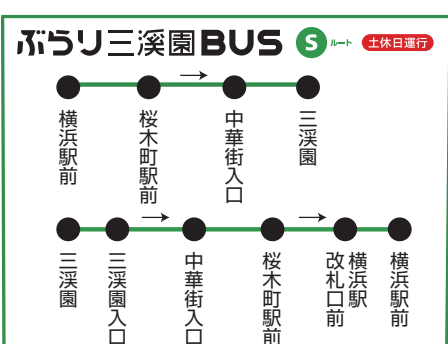 ぶらり三溪園BUS S ルート 土休日運行
横浜駅前
桜木町駅前
中華街入口
三溪園
三溪園
三溪園入口
中華街入口
桜木町駅前
横浜駅
改札口前
横浜駅前